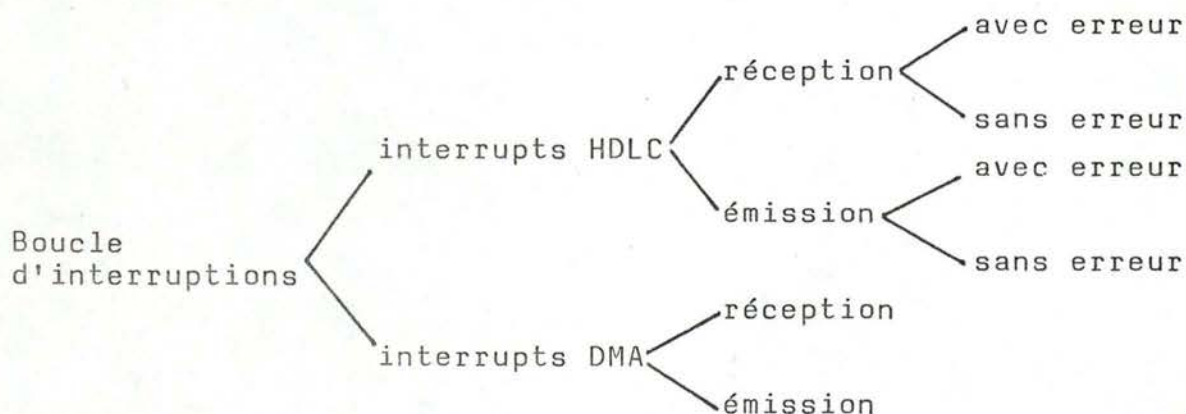 avec erreur
réception
sans erreur
interrupts HDLC
avec erreur
émission
sans erreur
Boucle
d'interruptions
réception
interrupts DMA
émission